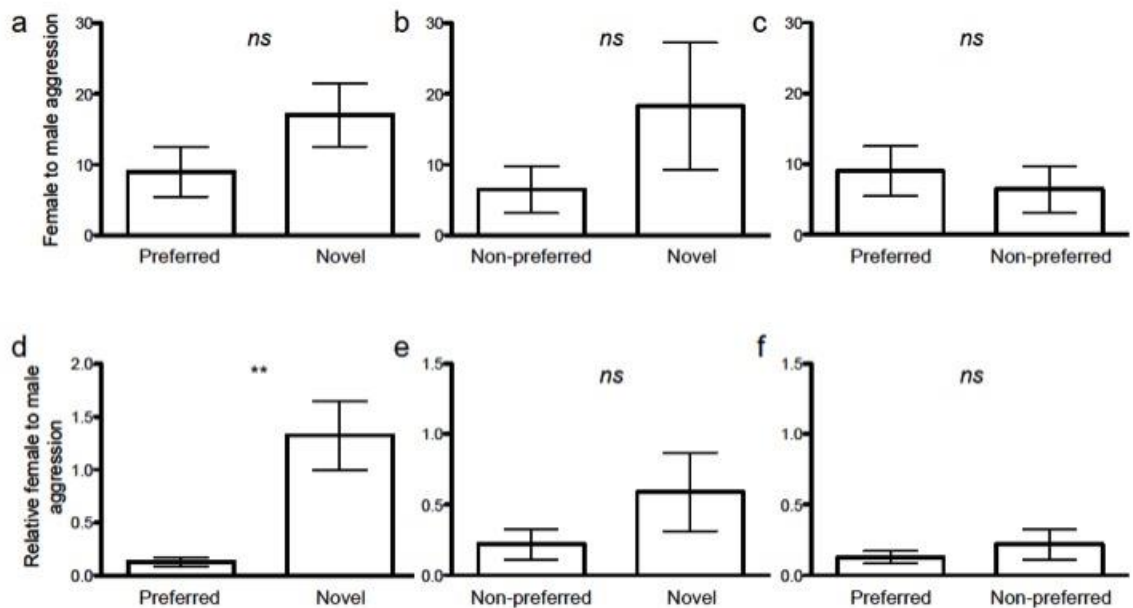 a
ns
Female to male aggression
30
20
10
0
Preferred
Novel
b
ns
30
20
10
0
Non-preferred
Novel
c
ns
30
20
10
0
Preferred
Non-preferred
d
**
Relative female to male
aggression
2.0
1.5
1.0
0.5
0.0
Preferred
Novel
e
ns
1.5
1.0
0.5
0.0
Non-preferred
Novel
f
ns
1.5
1.0
0.5
0.0
Preferred
Non-preferred